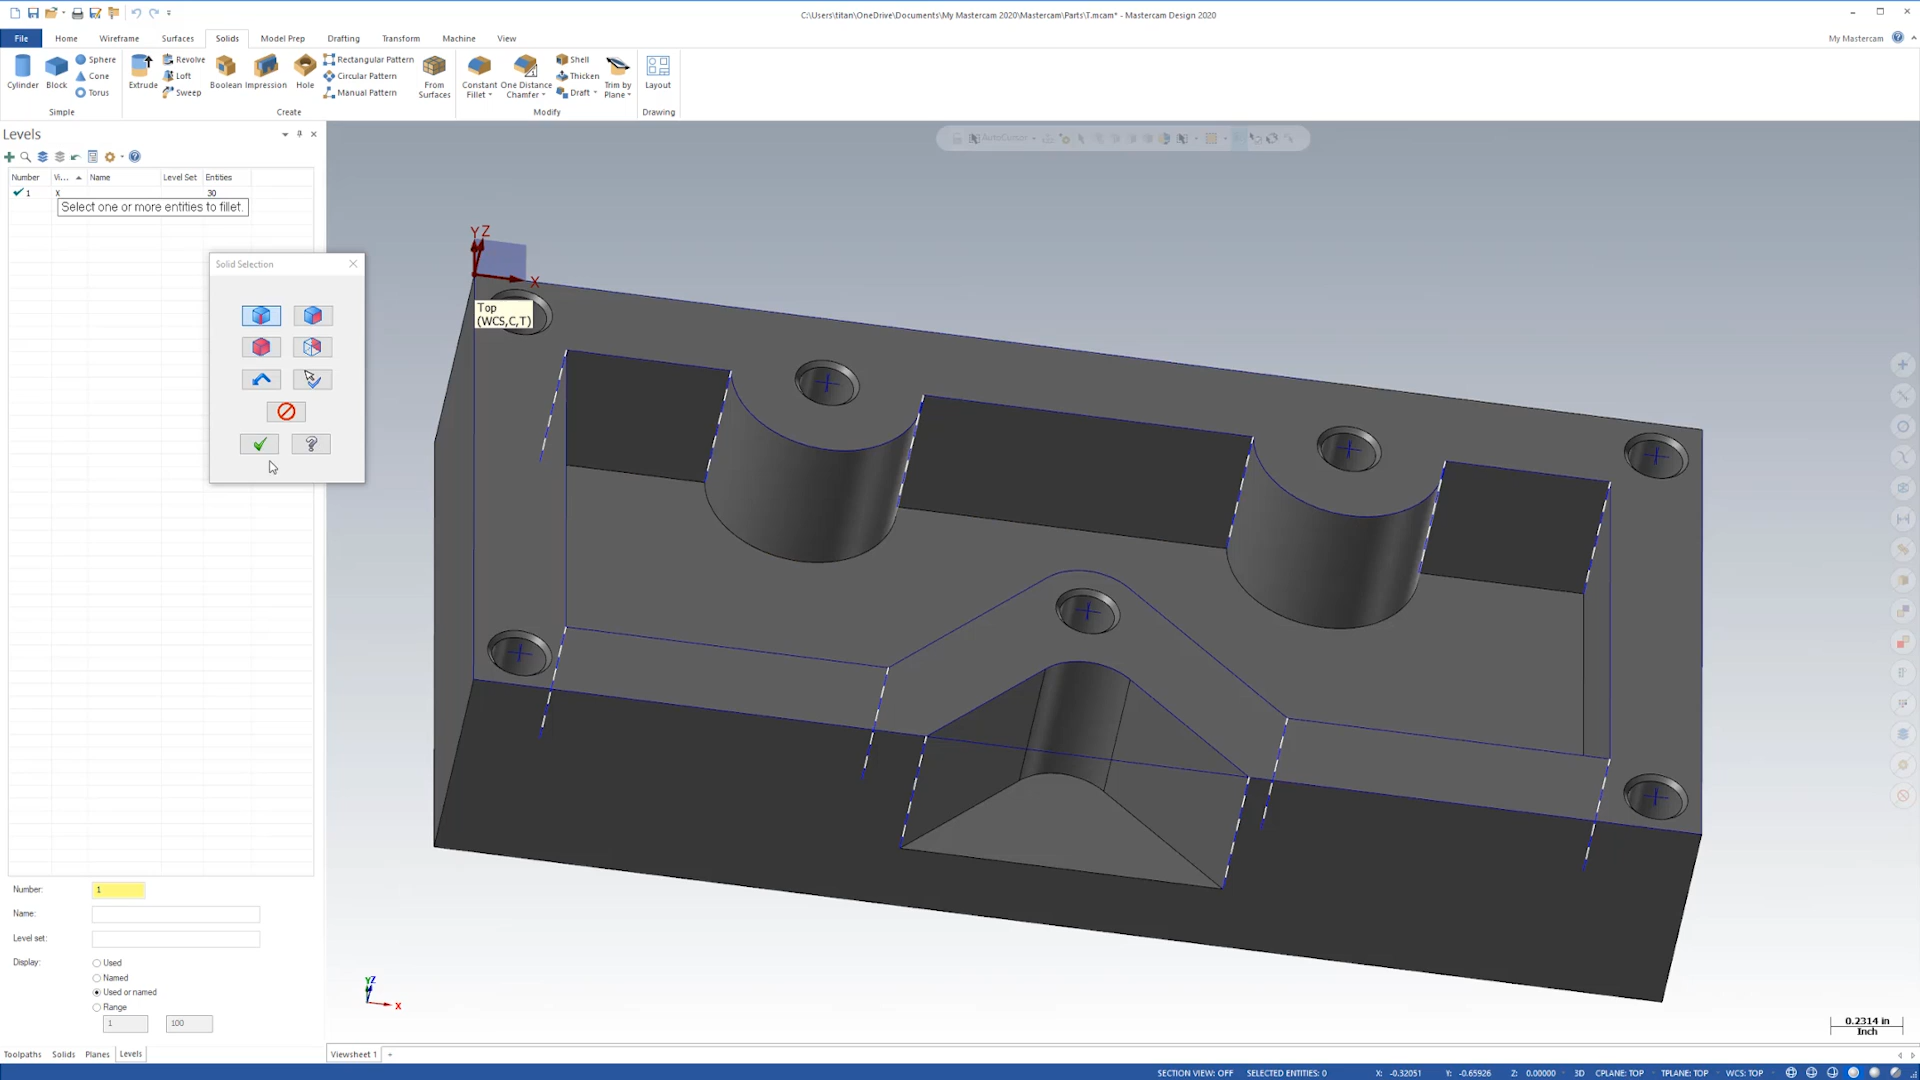 C:\Users\titan\OneDrive\Documents\My Mastercam 2020\Mastercam\Parts\T.mcam* - Mastercam Design 2020
File Home Wireframe Surfaces Solids Model Prep Drafting Transform Machine View
My Mastercam
Cylinder Block Sphere Cone Torus
Simple
Extrude Revolve Loft Sweep Boolean Impression Hole Rectangular Pattern Circular Pattern Manual Pattern From Surfaces
Create
Constant Fillet One Distance Chamfer Shell Thicken Draft Trim by Plane
Modify
Layout
Drawing
Levels
AutoCursor
Number Vi... Name Level Set Entities
1 X 30
Select one or more entities to fillet.
Solid Selection
Y Z
X
Top
(WCS,C,T)
Number: 1
Name:
Level set:
Display: Used
Named
Used or named
Range
1 100
YZ
X
0.2314 in
Inch
Toolpaths Solids Planes Levels
Viewsheet 1 +
SECTION VIEW: OFF SELECTED ENTITIES: 0 X: -0.32051 Y: -0.65926 Z: 0.00000 3D CPLANE: TOP TPLANE: TOP WCS: TOP